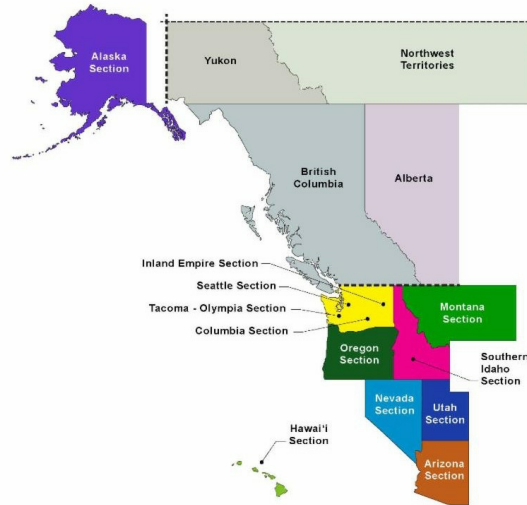 Alaska
Section
Yukon
Northwest
Territories
British
Columbia
Alberta
Inland Empire Section
Seattle Section
Tacoma - Olympia Section
Columbia Section
Montana
Section
Oregon
Section
Southern
Idaho
Section
Nevada
Section
Utah
Section
Hawai'i
Section
Arizona
Section